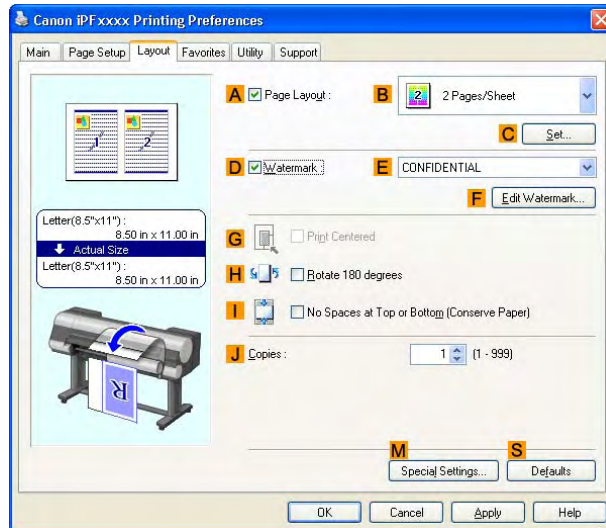 Canon iPFxxxx Printing Preferences
Main Page Setup Layout Favorites Utility Support
A Page Layout : B 2 2 Pages/Sheet
1 2
C Set...
D Watermark : E CONFIDENTIAL
F Edit Watermark...
Letter(8.5"x11") :
8.50 in x 11.00 in
Actual Size
Letter(8.5"x11") :
8.50 in x 11.00 in
G Print Centered
H Rotate 180 degrees
I No Spaces at Top or Bottom (Conserve Paper)
J Copies : 1 (1 - 999)
R
M S
Special Settings... Defaults
OK Cancel Apply Help